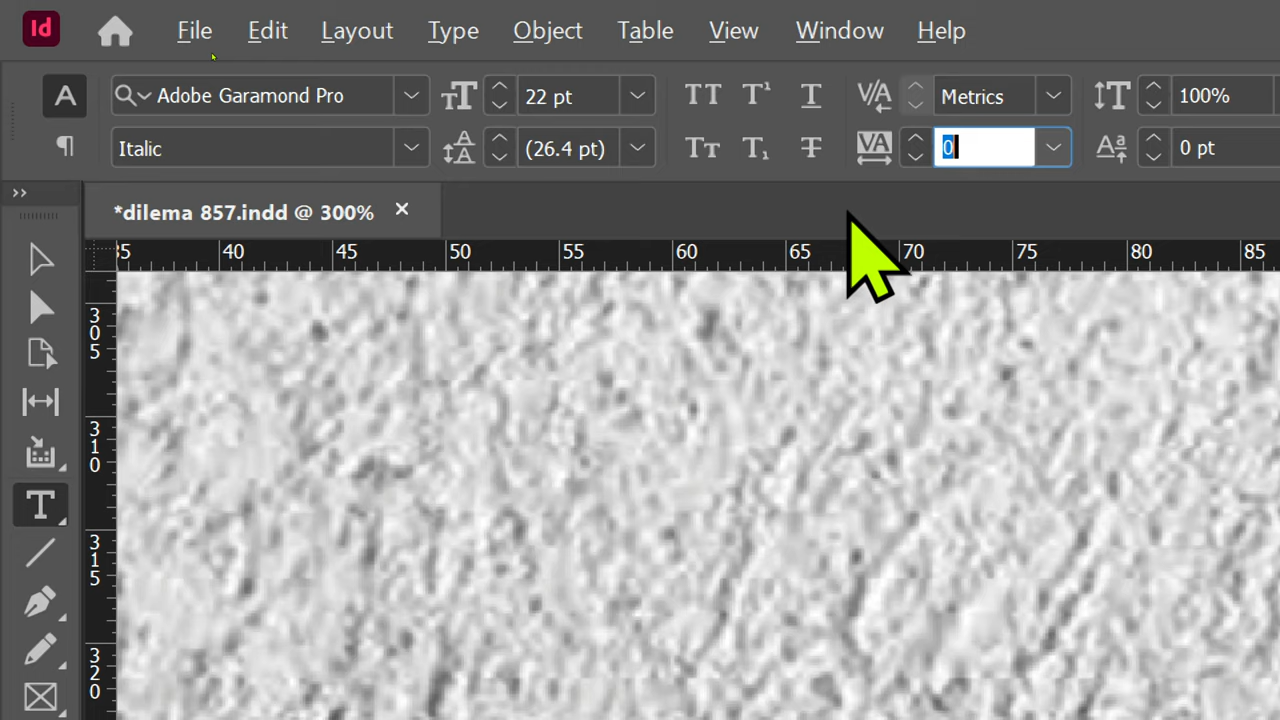 Id File Edit Layout Type Object Table View Window Help
A Adobe Garamond Pro 22 pt Metrics 100%
Italic (26.4 pt) 0 0 pt
*dilema 857.indd @ 300% ×
35 40 45 50 55 60 65 70 75 80 85
305
310
315
320